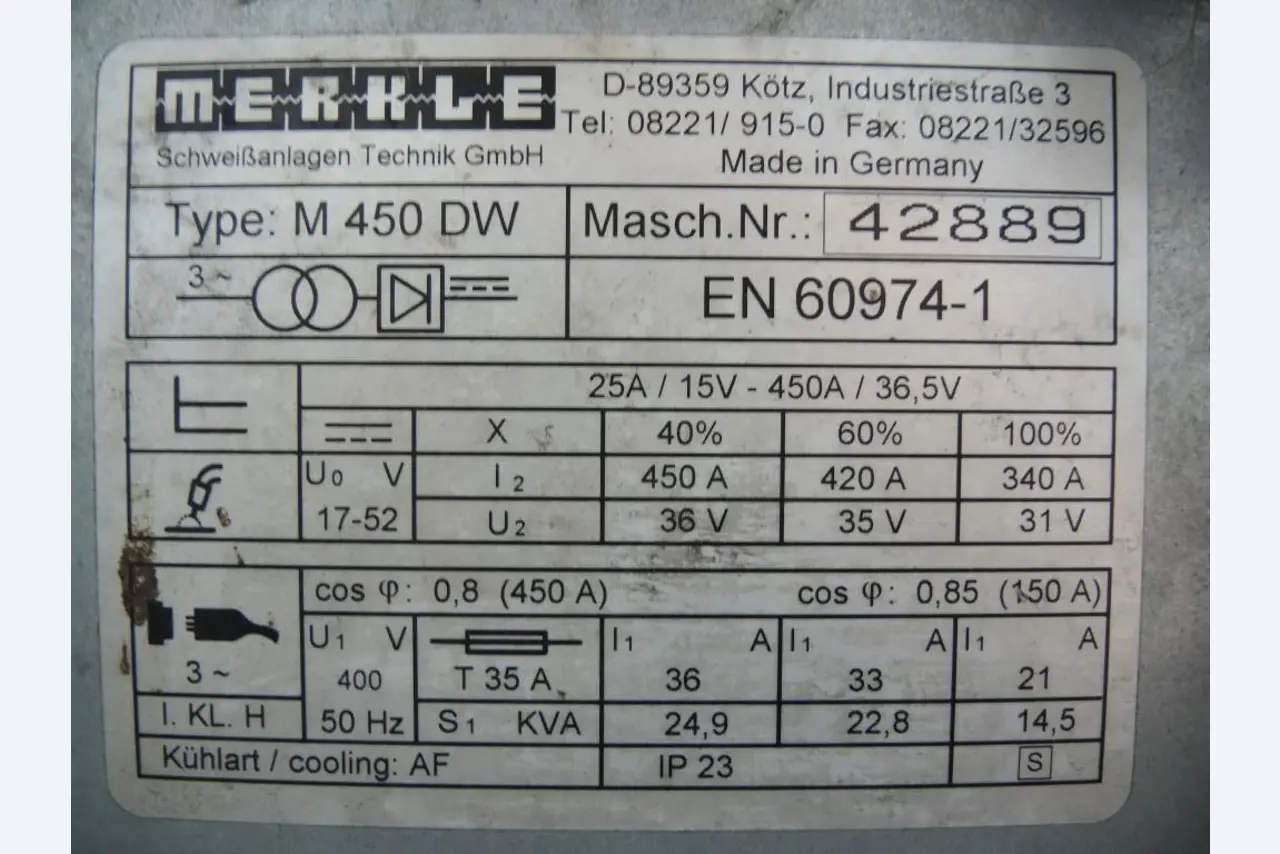 MERKLE
Schweißanlagen Technik GmbH
D-89359 Kötz, Industriestraße 3
Tel: 08221/ 915-0 Fax: 08221/32596
Made in Germany
Type: M 450 DW
Masch.Nr.: 42889
3 ~
EN 60974-1
25A / 15V - 450A / 36,5V
X 40% 60% 100%
U0 V I2 450 A 420 A 340 A
17-52 U2 36 V 35 V 31 V
cos φ: 0,8 (450 A) cos φ: 0,85 (150 A)
U1 V I1 A I1 A I1 A
3 ~ 400 T 35 A 36 33 21
I. KL. H 50 Hz S1 KVA 24,9 22,8 14,5
Kühlart / cooling: AF IP 23 S